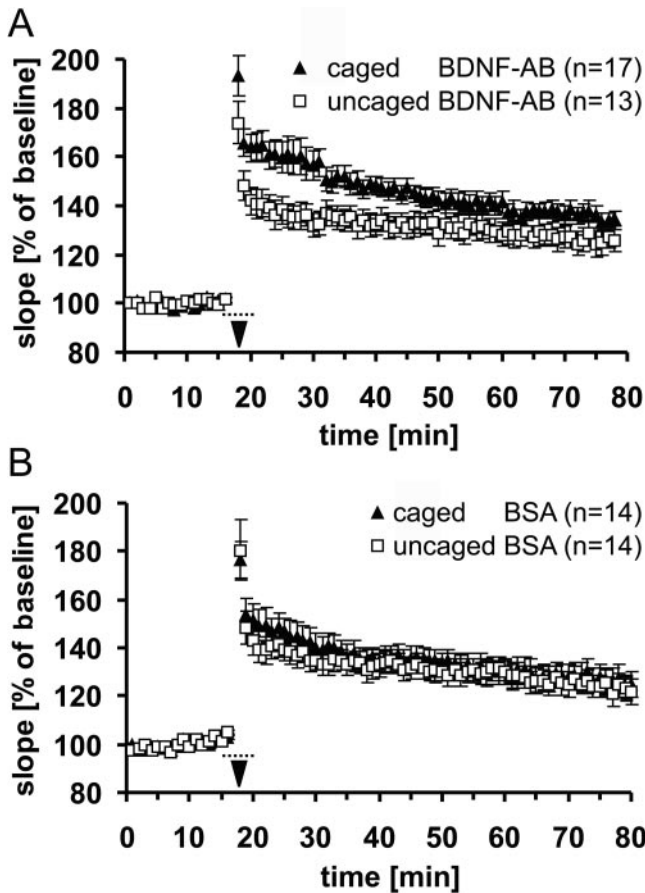 A
200
180
160
140
120
100
80
slope [% of baseline]
▲ caged BDNF-AB (n=17)
□ uncaged BDNF-AB (n=13)
0 10 20 30 40 50 60 70 80
time [min]
B
200
180
160
140
120
100
80
slope [% of baseline]
▲ caged BSA (n=14)
□ uncaged BSA (n=14)
0 10 20 30 40 50 60 70 80
time [min]